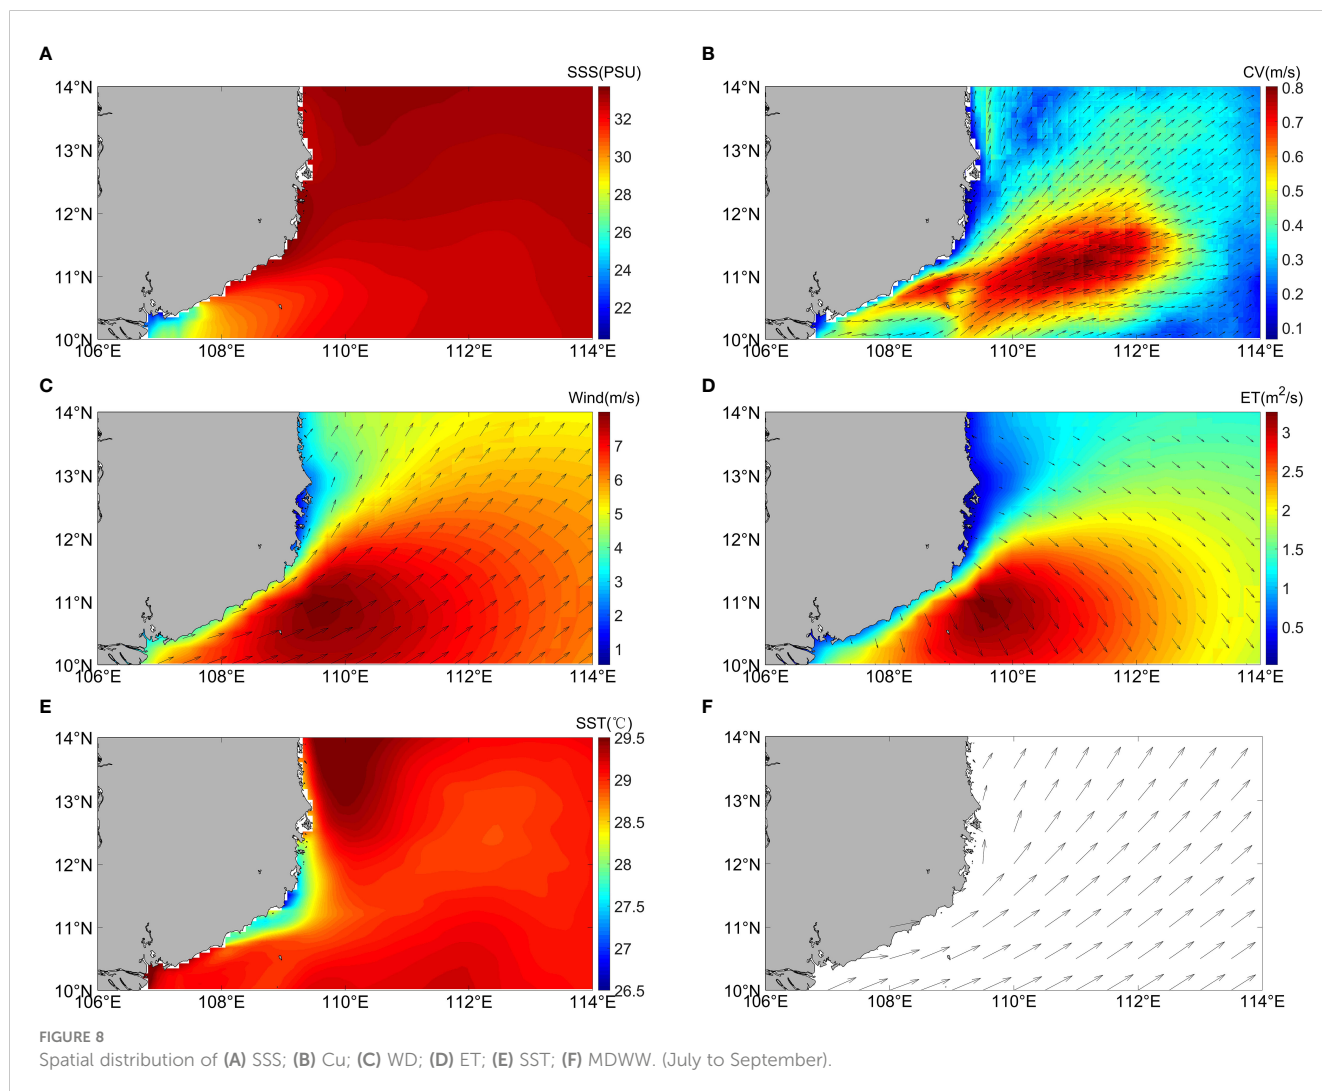 A
SSS(PSU)
14°N
13°N
12°N
11°N
10°N
106°E
108°E
110°E
112°E
114°E
32
30
28
26
24
22
B
CV(m/s)
14°N
13°N
12°N
11°N
10°N
106°E
108°E
110°E
112°E
114°E
0.8
0.7
0.6
0.5
0.4
0.3
0.2
0.1
C
Wind(m/s)
14°N
13°N
12°N
11°N
10°N
106°E
108°E
110°E
112°E
114°E
7
6
5
4
3
2
1
D
ET(m²/s)
14°N
13°N
12°N
11°N
10°N
106°E
108°E
110°E
112°E
114°E
3
2.5
2
1.5
1
0.5
E
SST(℃)
14°N
13°N
12°N
11°N
10°N
106°E
108°E
110°E
112°E
114°E
29.5
29
28.5
28
27.5
27
26.5
F
14°N
13°N
12°N
11°N
10°N
106°E
108°E
110°E
112°E
114°E
FIGURE 8
Spatial distribution of (A) SSS; (B) Cu; (C) WD; (D) ET; (E) SST; (F) MDWW. (July to September).